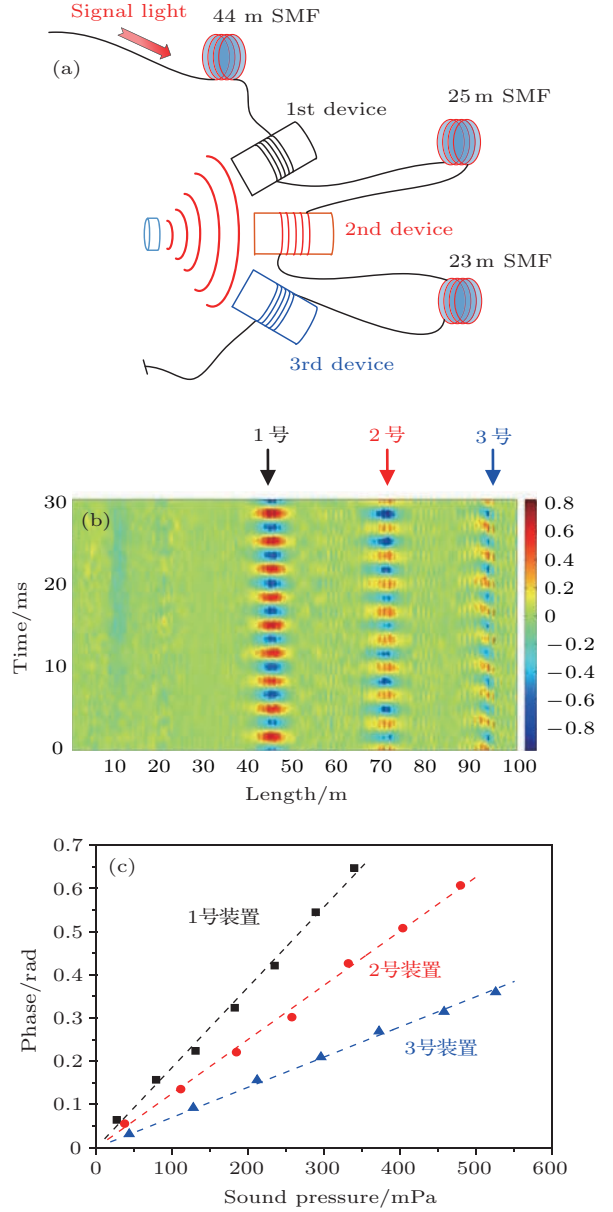 44 m SMF
Signal light
(a)
1st device
25 m SMF
2nd device
23 m SMF
3rd device
1号
2号
3号
(b)
30
20
10
0
Time/ms
10
20
30
40
50
60
70
80
90
100
Length/m
0.8
0.6
0.4
0.2
0
−0.2
−0.4
−0.6
−0.8
(c)
0.7
0.6
0.5
0.4
0.3
0.2
0.1
0
Phase/rad
1号装置
2号装置
3号装置
0
100
200
300
400
500
600
Sound pressure/mPa